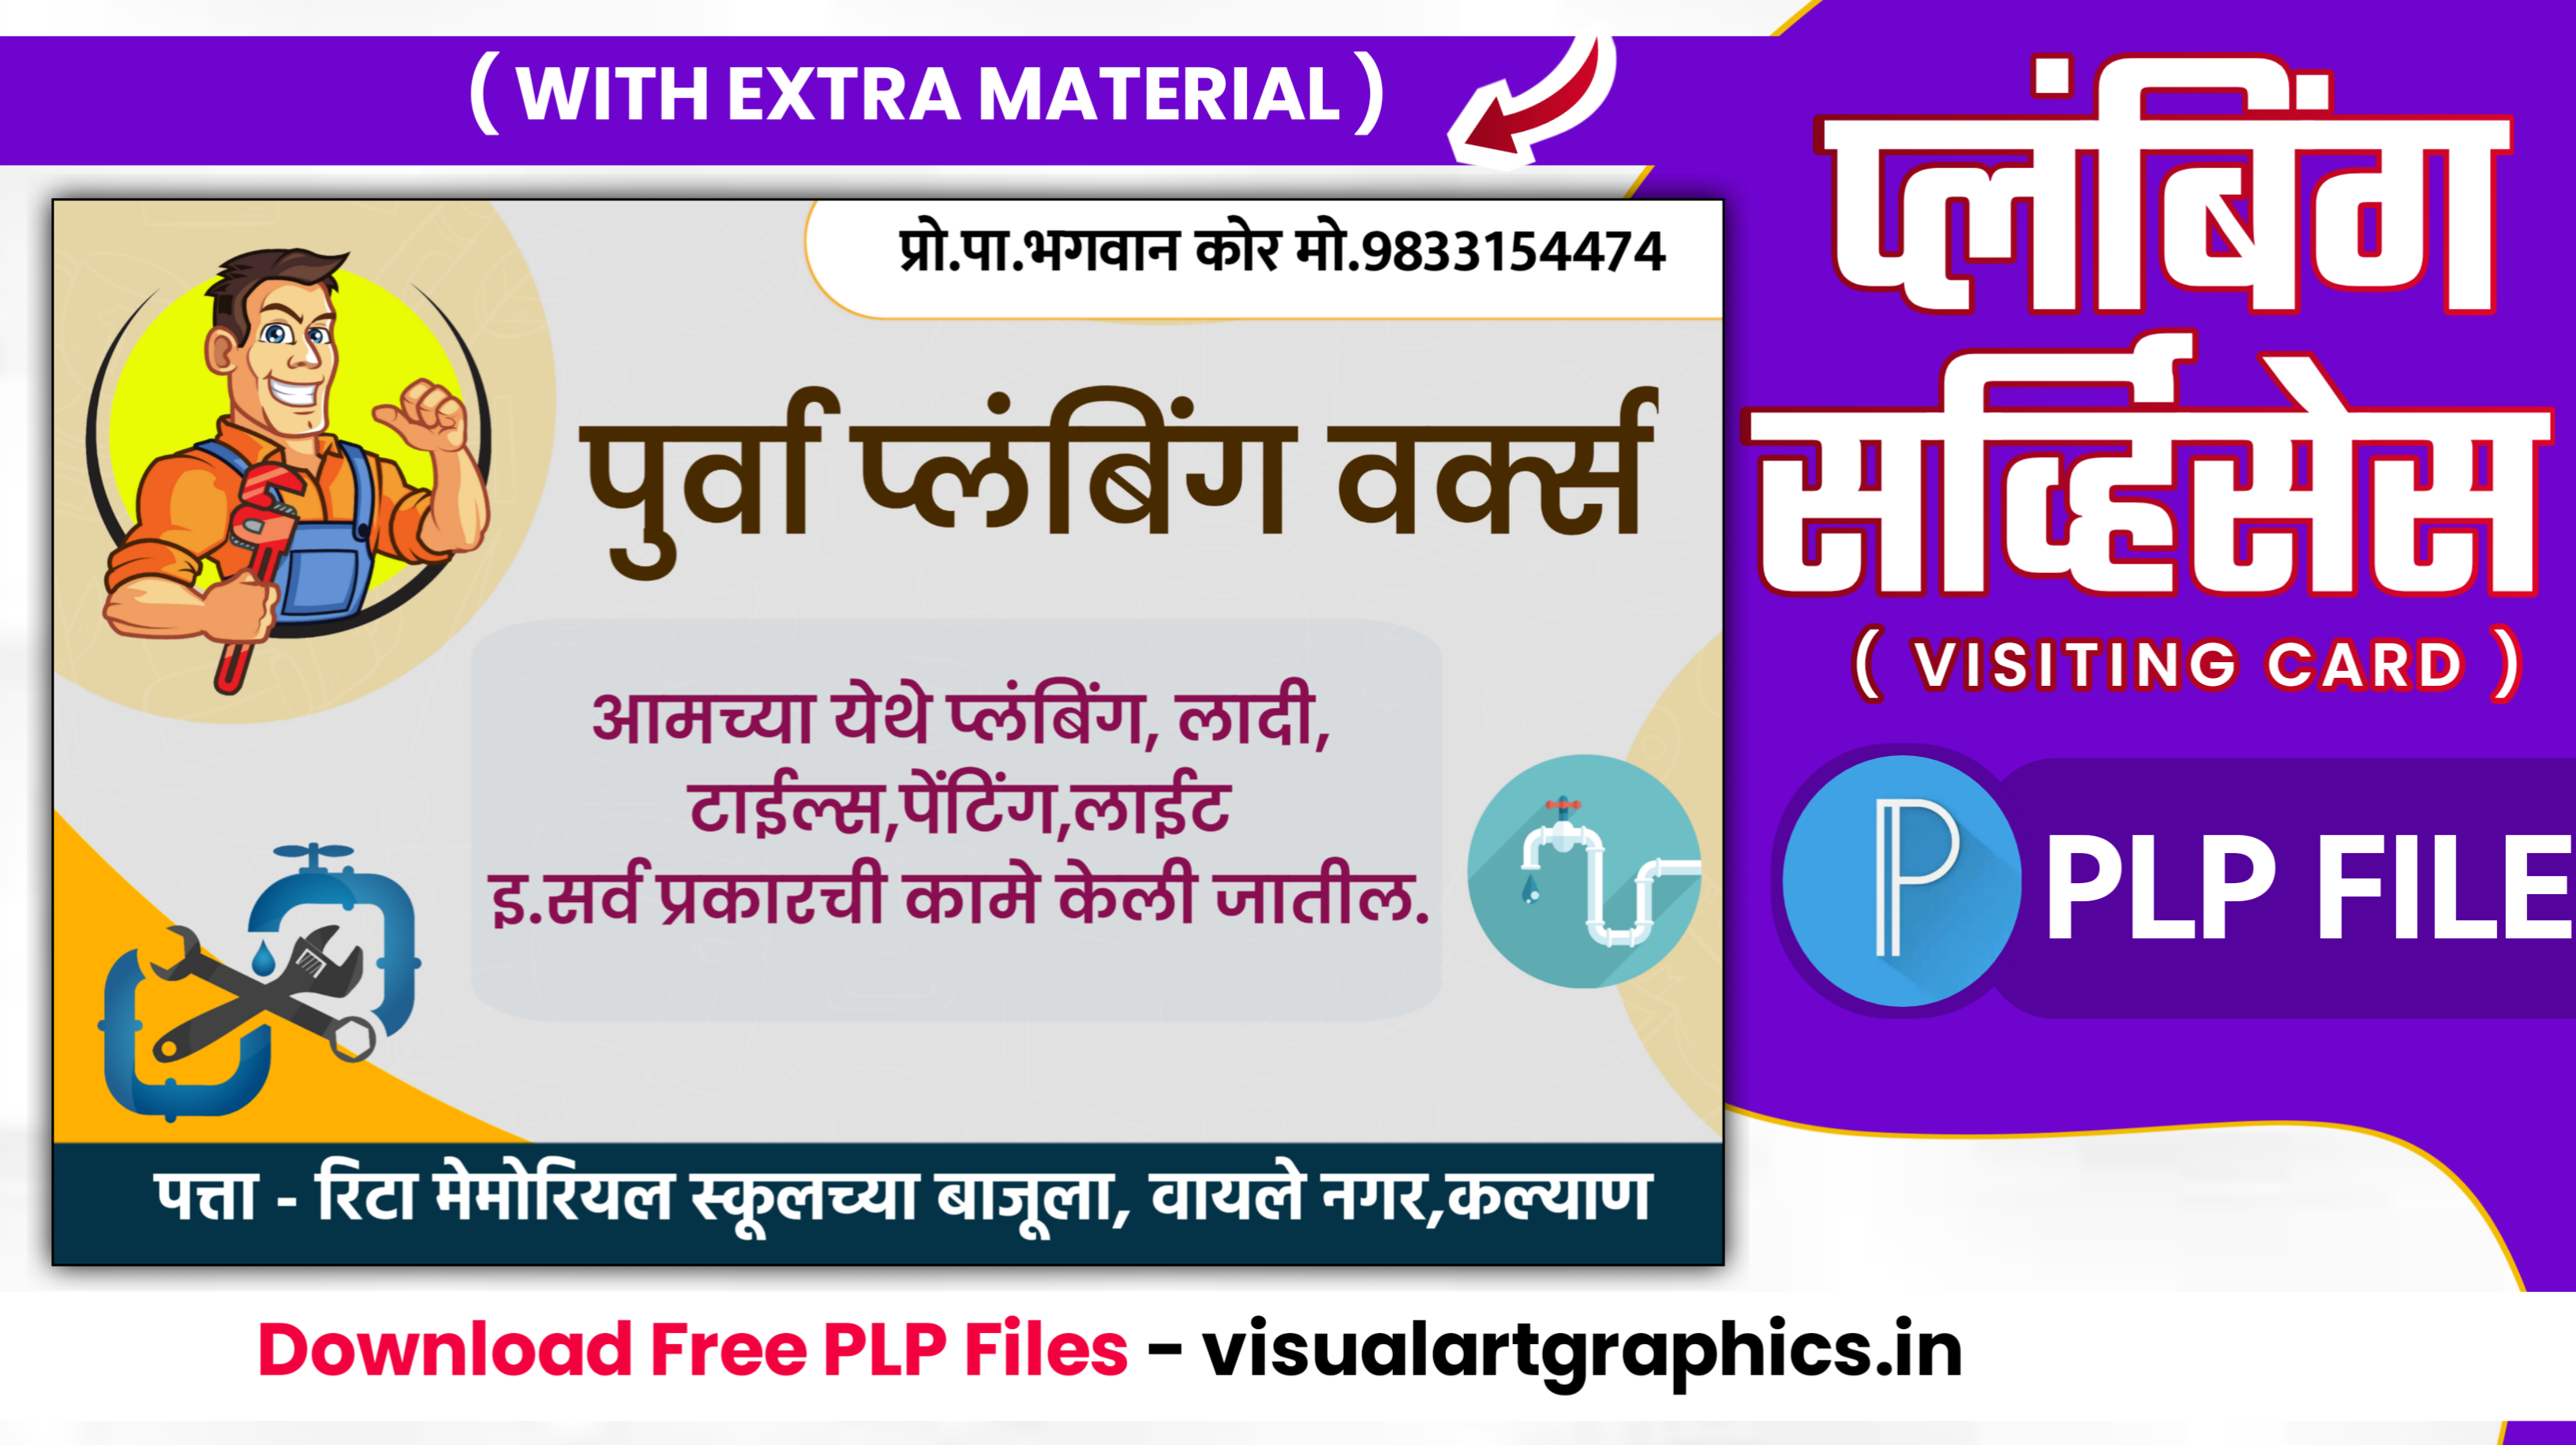 ( WITH EXTRA MATERIAL )
प्लंबिंग
सर्व्हिसेस
( VISITING CARD )
P PLP FILE
प्रो.पा.भगवान कोर मो.9833154474
पुर्वा प्लंबिंग वर्क्स
आमच्या येथे प्लंबिंग, लादी,
टाईल्स,पेंटिंग,लाईट
इ.सर्व प्रकारची कामे केली जातील.
पत्ता - रिटा मेमोरियल स्कूलच्या बाजूला, वायले नगर,कल्याण
Download Free PLP Files - visualartgraphics.in